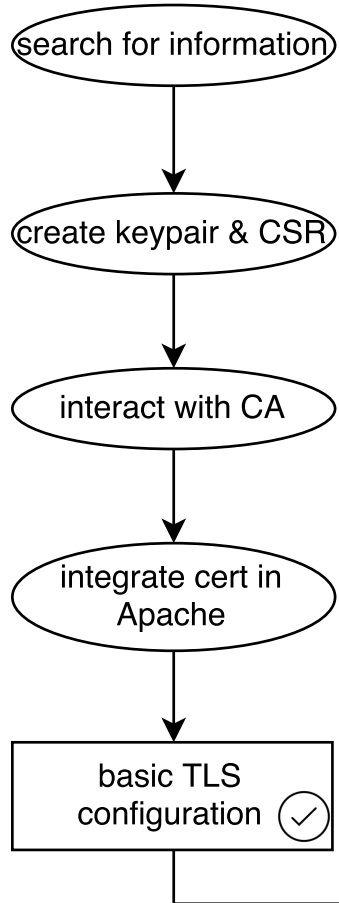 search for information
create keypair & CSR
interact with CA
integrate cert in
Apache
basic TLS
configuration